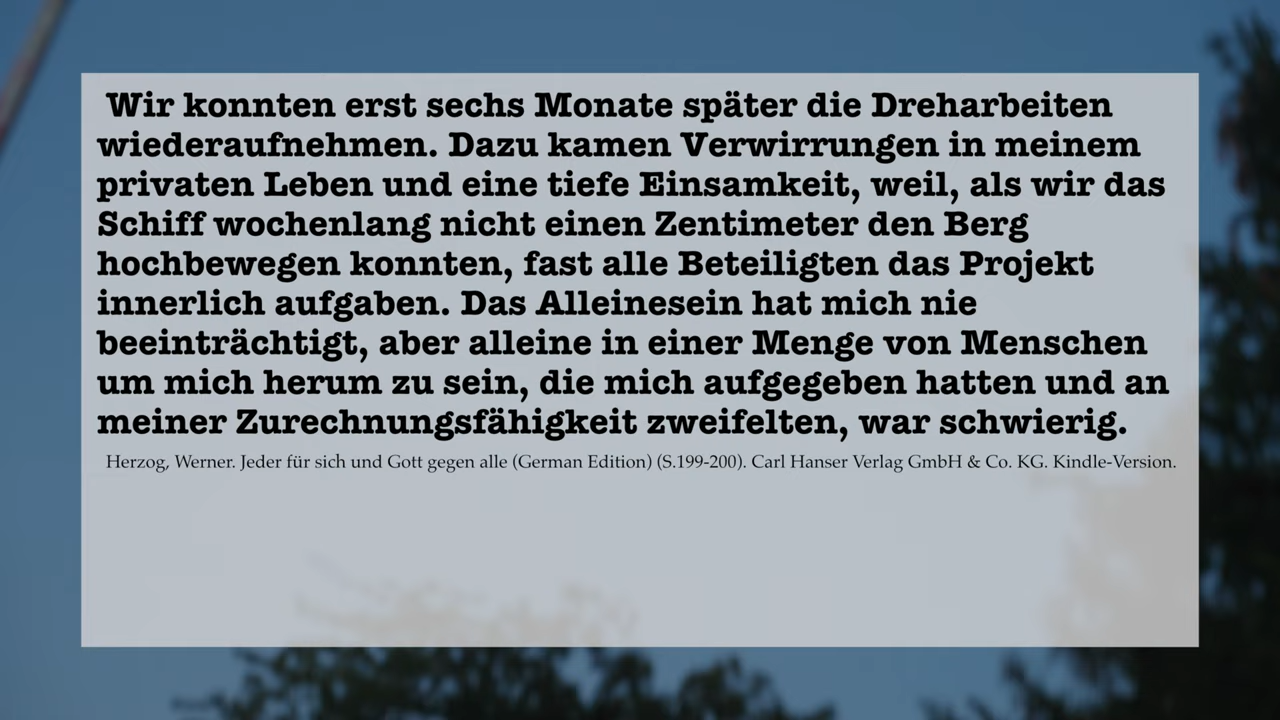 Wir konnten erst sechs Monate später die Dreharbeiten
wiederaufnehmen. Dazu kamen Verwirrungen in meinem
privaten Leben und eine tiefe Einsamkeit, weil, als wir das
Schiff wochenlang nicht einen Zentimeter den Berg
hochbewegen konnten, fast alle Beteiligten das Projekt
innerlich aufgaben. Das Alleinesein hat mich nie
beeinträchtigt, aber alleine in einer Menge von Menschen
um mich herum zu sein, die mich aufgegeben hatten und an
meiner Zurechnungsfähigkeit zweifelten, war schwierig.
Herzog, Werner. Jeder für sich und Gott gegen alle (German Edition) (S.199-200). Carl Hanser Verlag GmbH & Co. KG. Kindle-Version.